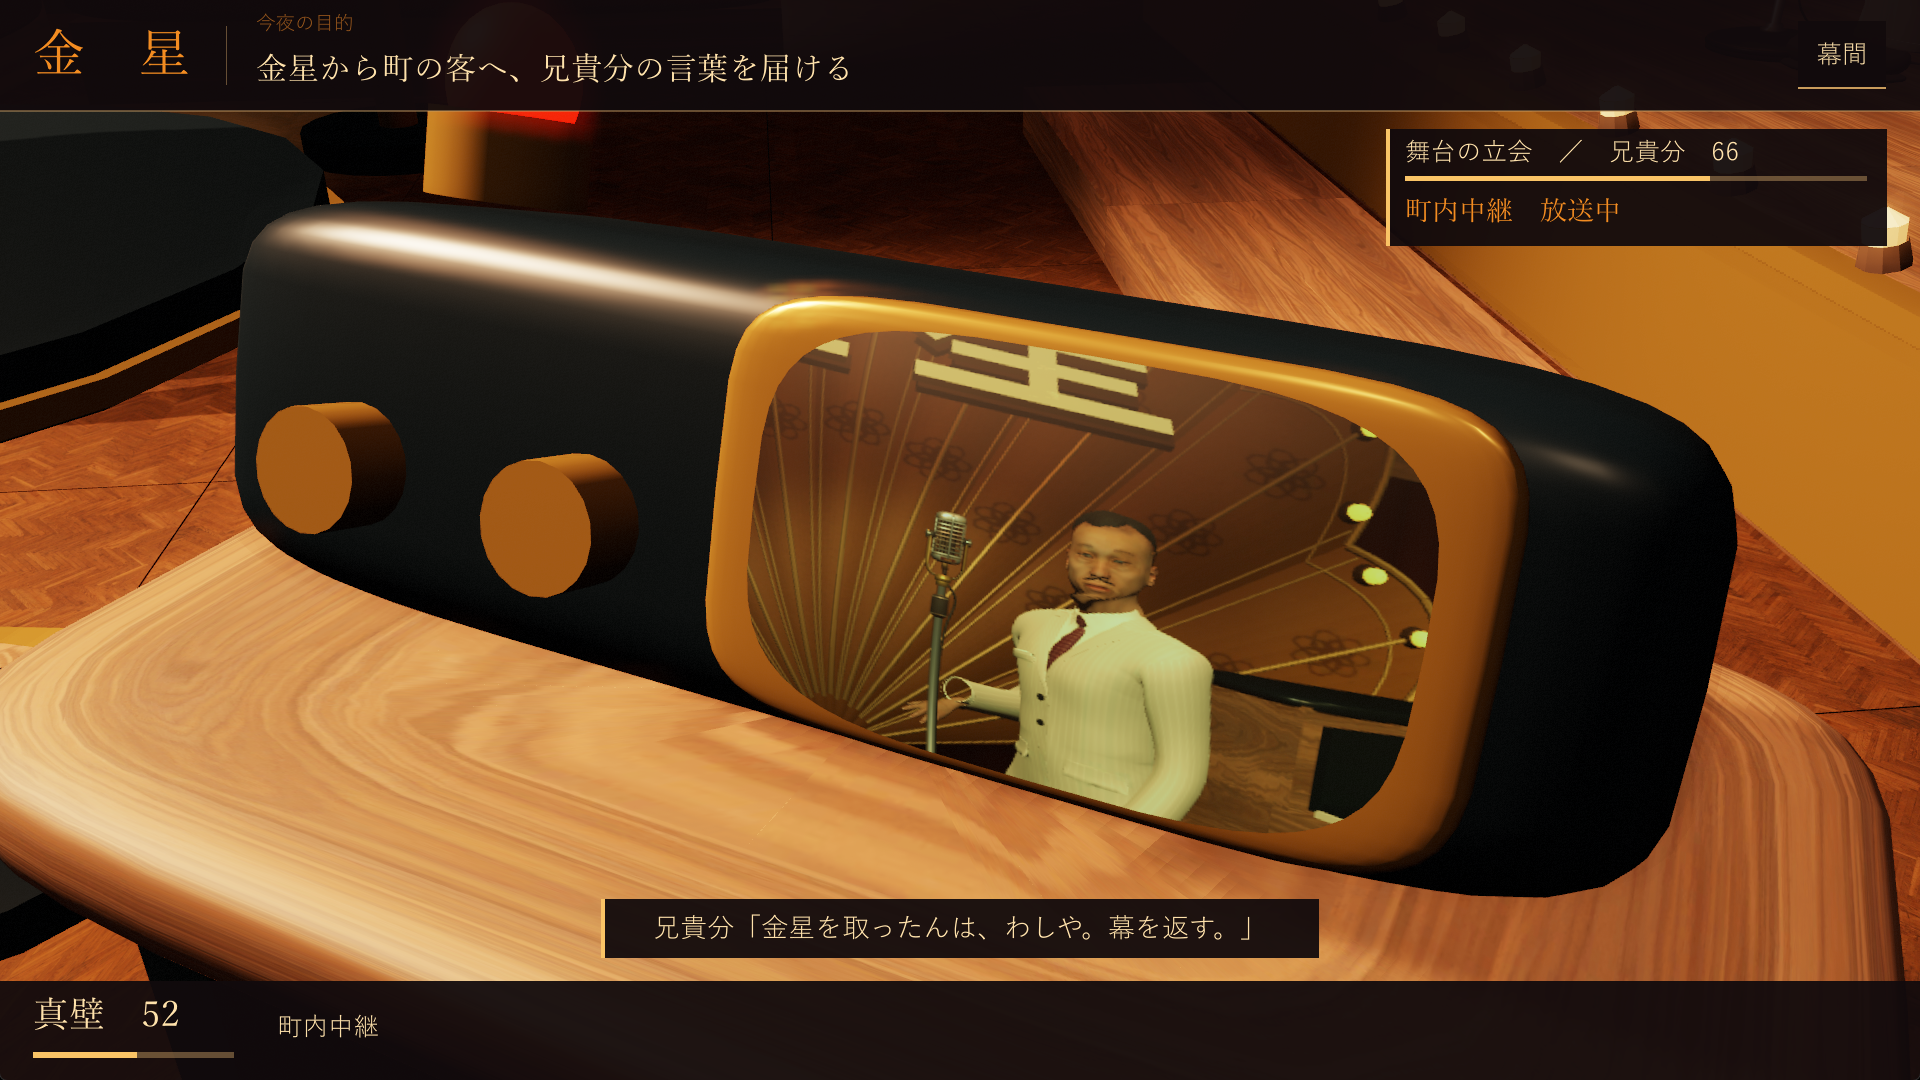 金 星
今夜の目的
金星から町の客へ、兄貴分の言葉を届ける
幕間
舞台の立会 ／ 兄貴分 66
町内中継 放送中
兄貴分「金星を取ったんは、わしや。幕を返す。」
真壁 52
町内中継